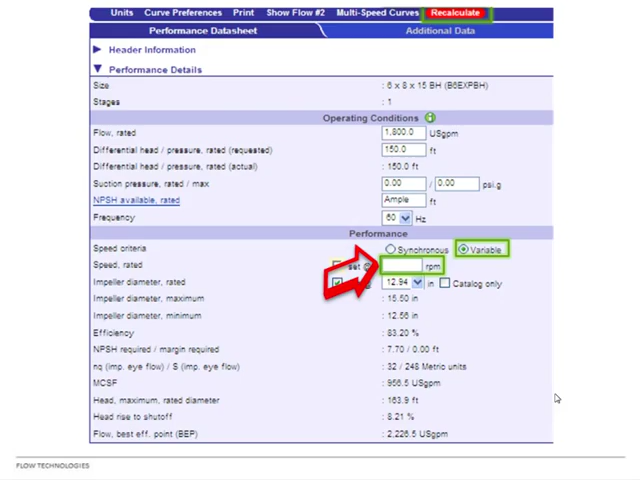 Units Curve Preferences Print Show Flow #2 Multi-Speed Curves Recalculate
Performance Datasheet Additional Data
Header Information
Performance Details
Size : 6 x 8 x 15 BH (B6EXPBH)
Stages : 1
Operating Conditions
Flow, rated 1,800.0 USgpm
Differential head / pressure, rated (requested) 150.0 ft
Differential head / pressure, rated (actual) : 150.0 ft
Suction pressure, rated / max 0.00 / 0.00 psi.g
NPSH available, rated Ample ft
Frequency 60 Hz
Performance
Speed criteria Synchronous Variable
Speed, rated set @ rpm
Impeller diameter, rated 12.94 in Catalog only
Impeller diameter, maximum : 15.50 in
Impeller diameter, minimum : 12.56 in
Efficiency : 83.20 %
NPSH required / margin required : 7.70 / 0.00 ft
nq (imp. eye flow) / S (imp. eye flow) : 32 / 248 Metric units
MCSF : 956.5 USgpm
Head, maximum, rated diameter : 163.9 ft
Head rise to shutoff : 8.21 %
Flow, best eff. point (BEP) : 2,226.5 USgpm
FLOW TECHNOLOGIES